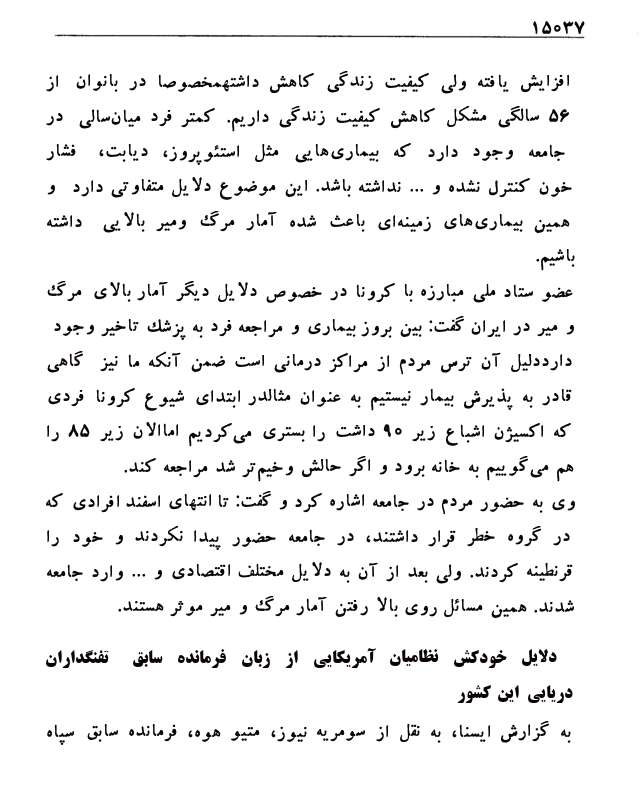 ۱۵۰۳۷
افزایش یافته ولی کیفیت زندگی کاهش داشتهمخصوصا در بانوان از
۵۶ سالگی مشکل کاهش کیفیت زندگی داریم. کمتر فرد میان‌سالی در
جامعه وجود دارد که بیماری‌هایی مثل استئوپروز، دیابت، فشار
خون کنترل نشده و ... نداشته باشد. این موضوع دلایل متفاوتی دارد و
همین بیماری‌های زمینه‌ای باعث شده آمار مرگ ومیر بالایی داشته
باشیم.
عضو ستاد ملی مبارزه با کرونا در خصوص دلایل دیگر آمار بالای مرگ
و میر در ایران گفت: بین بروز بیماری و مراجعه فرد به پزشک تاخیر وجود
دارددلیل آن ترس مردم از مراکز درمانی است ضمن آنکه ما نیز گاهی
قادر به پذیرش بیمار نیستیم به عنوان مثالدر ابتدای شیوع کرونا فردی
که اکسیژن اشباع زیر ۹۰ داشت را بستری می‌کردیم اماالان زیر ۸۵ را
هم می‌گوییم به خانه برود و اگر حالش وخیم‌تر شد مراجعه کند.
وی به حضور مردم در جامعه اشاره کرد و گفت: تا انتهای اسفند افرادی که
در گروه خطر قرار داشتند، در جامعه حضور پیدا نکردند و خود را
قرنطینه کردند. ولی بعد از آن به دلایل مختلف اقتصادی و ... وارد جامعه
شدند. همین مسائل روی بالا رفتن آمار مرگ و میر موثر هستند.
دلایل خودکش نظامیان آمریکایی از زبان فرمانده سابق تفنگداران
دریایی این کشور
به گزارش ایسنا، به نقل از سومریه نیوز، متیو هوه، فرمانده سابق سپاه